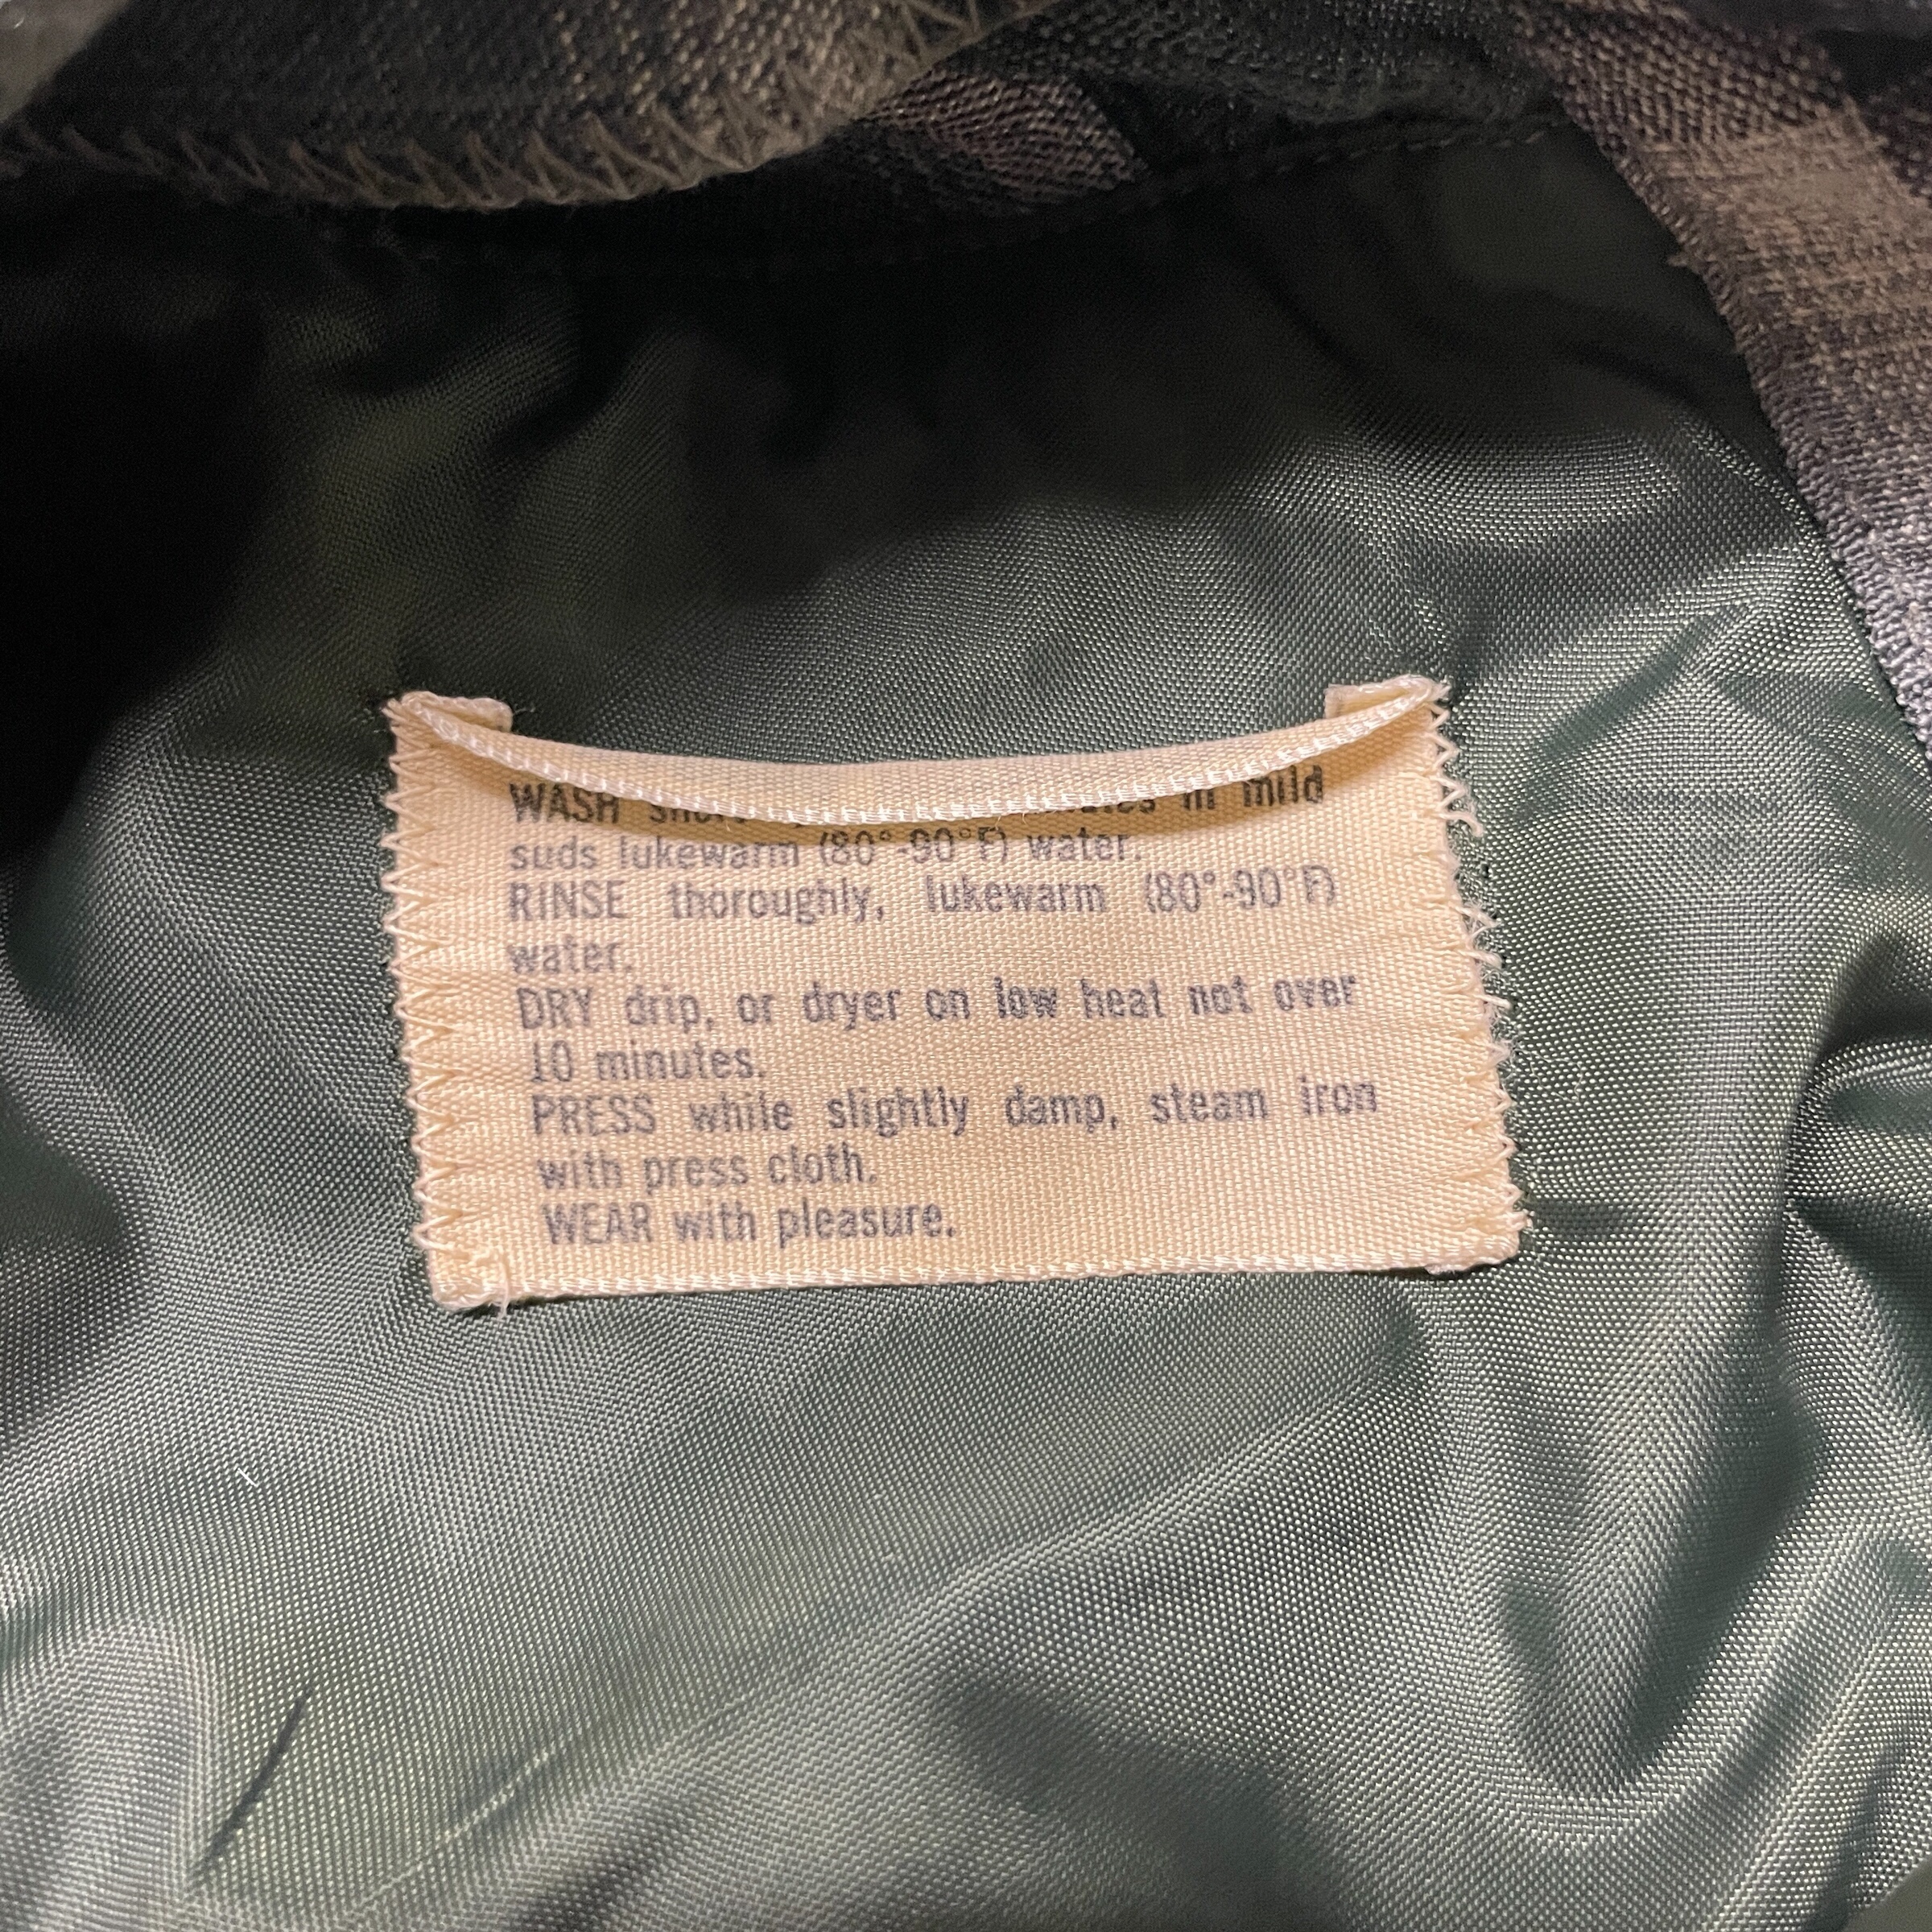 WASH in mild
suds lukewarm (80°-90°F) water.
RINSE thoroughly, lukewarm (80°-90°F)
water.
DRY drip, or dryer on low heat not over
10 minutes.
PRESS while slightly damp, steam iron
with press cloth.
WEAR with pleasure.